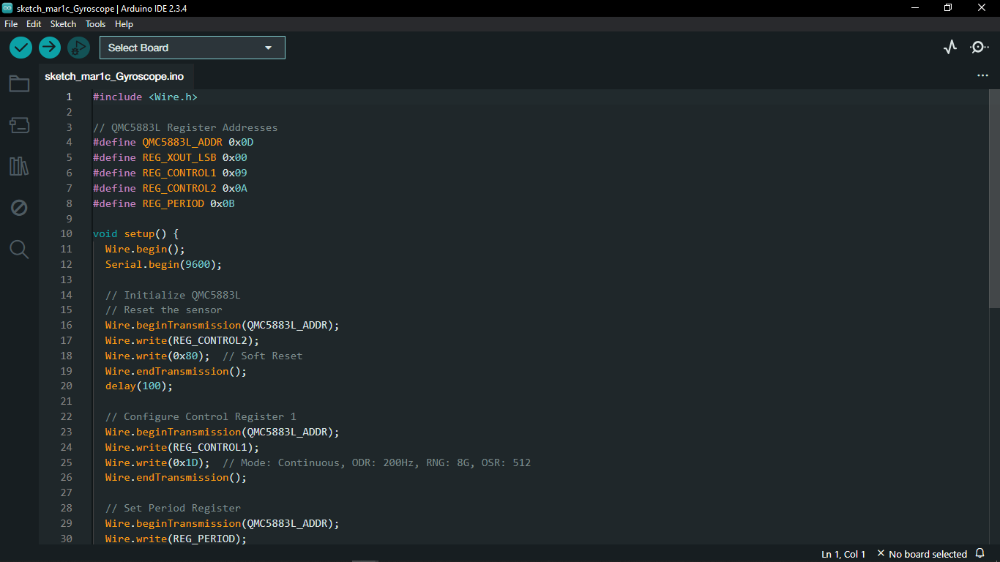 sketch_mar1c_Gyroscope | Arduino IDE 2.3.4
File Edit Sketch Tools Help
Select Board
sketch_mar1c_Gyroscope.ino
1 #include <Wire.h>
2
3 // QMC5883L Register Addresses
4 #define QMC5883L_ADDR 0x0D
5 #define REG_XOUT_LSB 0x00
6 #define REG_CONTROL1 0x09
7 #define REG_CONTROL2 0x0A
8 #define REG_PERIOD 0x0B
9
10 void setup() {
11   Wire.begin();
12   Serial.begin(9600);
13
14   // Initialize QMC5883L
15   // Reset the sensor
16   Wire.beginTransmission(QMC5883L_ADDR);
17   Wire.write(REG_CONTROL2);
18   Wire.write(0x80);  // Soft Reset
19   Wire.endTransmission();
20   delay(100);
21
22   // Configure Control Register 1
23   Wire.beginTransmission(QMC5883L_ADDR);
24   Wire.write(REG_CONTROL1);
25   Wire.write(0x1D);  // Mode: Continuous, ODR: 200Hz, RNG: 8G, OSR: 512
26   Wire.endTransmission();
27
28   // Set Period Register
29   Wire.beginTransmission(QMC5883L_ADDR);
30   Wire.write(REG_PERIOD);
Ln 1, Col 1 × No board selected